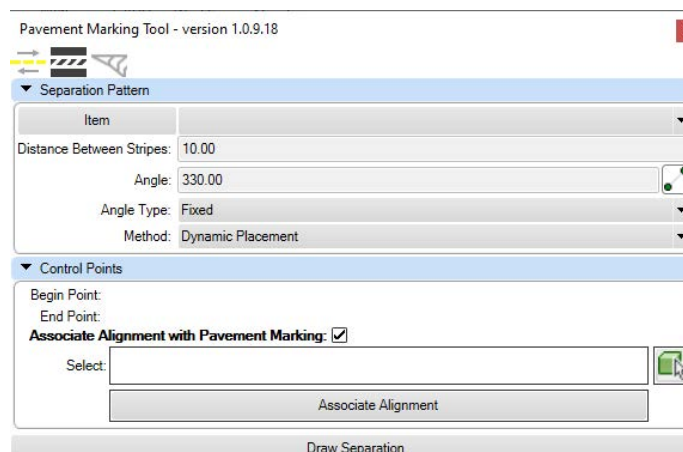 Pavement Marking Tool - version 1.0.9.18
Separation Pattern
Item
Distance Between Stripes: 10.00
Angle: 330.00
Angle Type: Fixed
Method: Dynamic Placement
Control Points
Begin Point:
End Point:
Associate Alignment with Pavement Marking:
Select:
Associate Alignment
Draw Separation